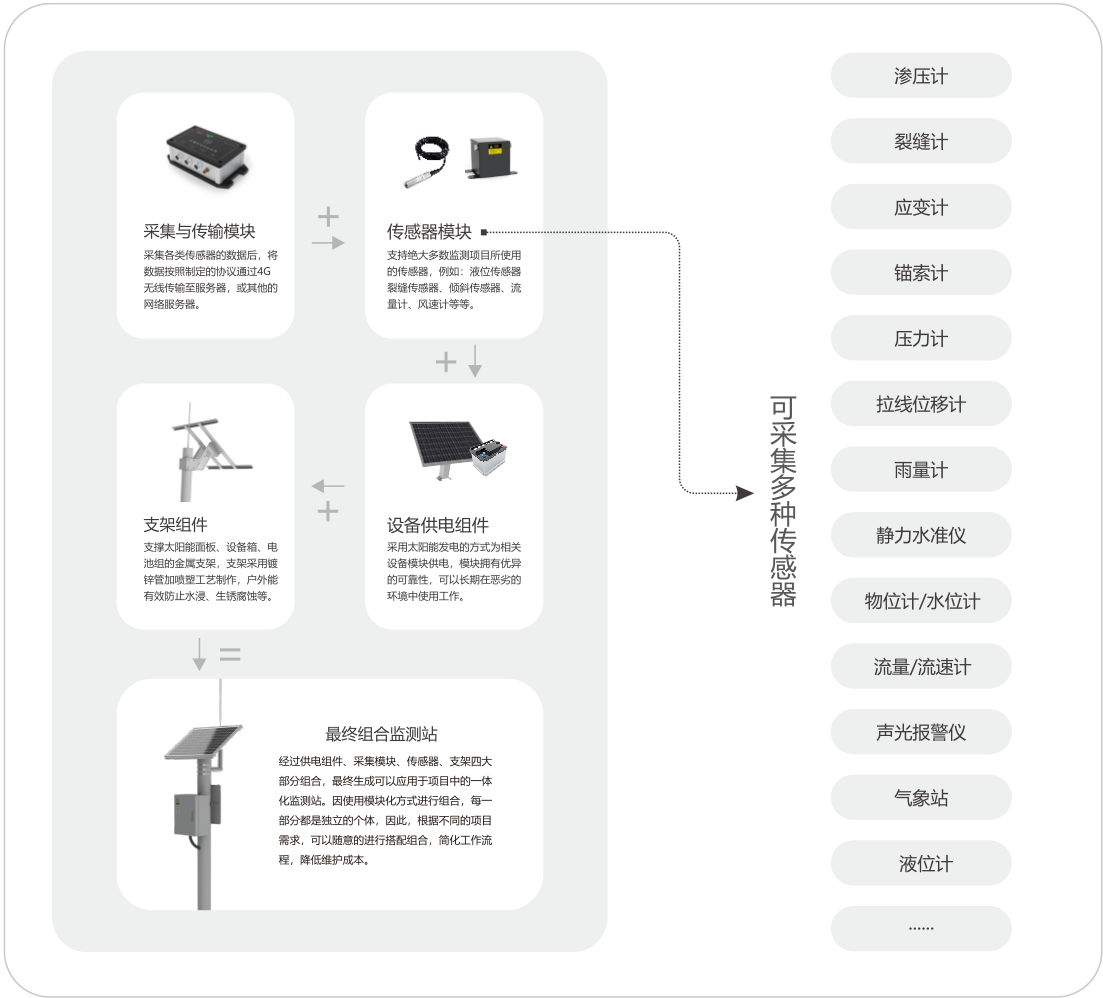 采集与传输模块
采集各类传感器的数据后，将
数据按照制定的协议通过4G
无线传输至服务器，或其他的
网络服务器。
+
传感器模块
支持绝大多数监测项目所使用
的传感器，例如：液位传感器
裂缝传感器、倾斜传感器、流
量计、风速计等等。
+
设备供电组件
采用太阳能发电的方式为相关
设备模块供电，模块拥有优异
的可靠性，可以长期在恶劣的
环境中使用工作。
+
支架组件
支撑太阳能面板、设备箱、电
池组的金属支架，支架采用镀
锌管加喷塑工艺制作，户外能
有效防止水浸、生锈腐蚀等。
=
最终组合监测站
经过供电组件、采集模块、传感器、支架四大
部分组合，最终生成可以应用于项目中的一体
化监测站。因使用模块化方式进行组合，每一
部分都是独立的个体，因此，根据不同的项目
需求，可以随意的进行搭配组合，简化工作流
程，降低维护成本。
可采集多种传感器
渗压计
裂缝计
应变计
锚索计
压力计
拉线位移计
雨量计
静力水准仪
物位计/水位计
流量/流速计
声光报警仪
气象站
液位计
……